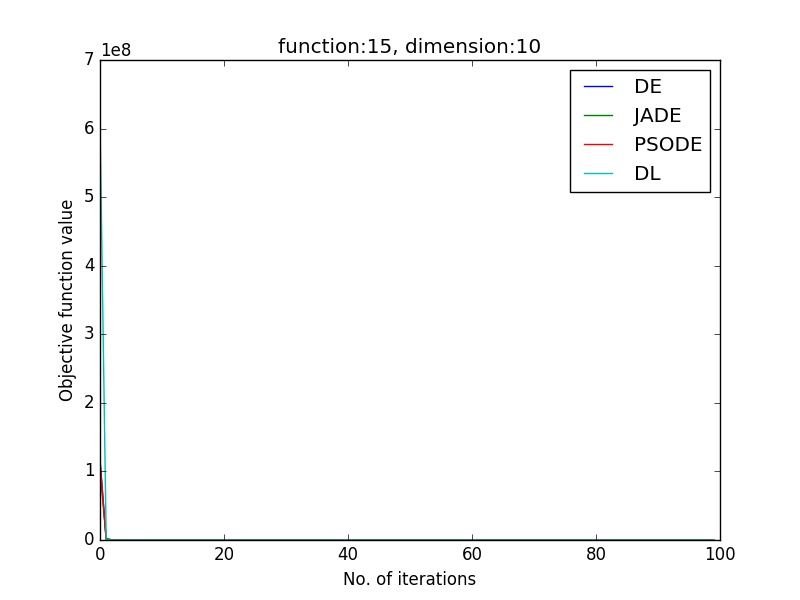 function:15, dimension:10
1e8
7
6
5
4
3
2
1
0
Objective function value
DE
JADE
PSODE
DL
0 20 40 60 80 100
No. of iterations